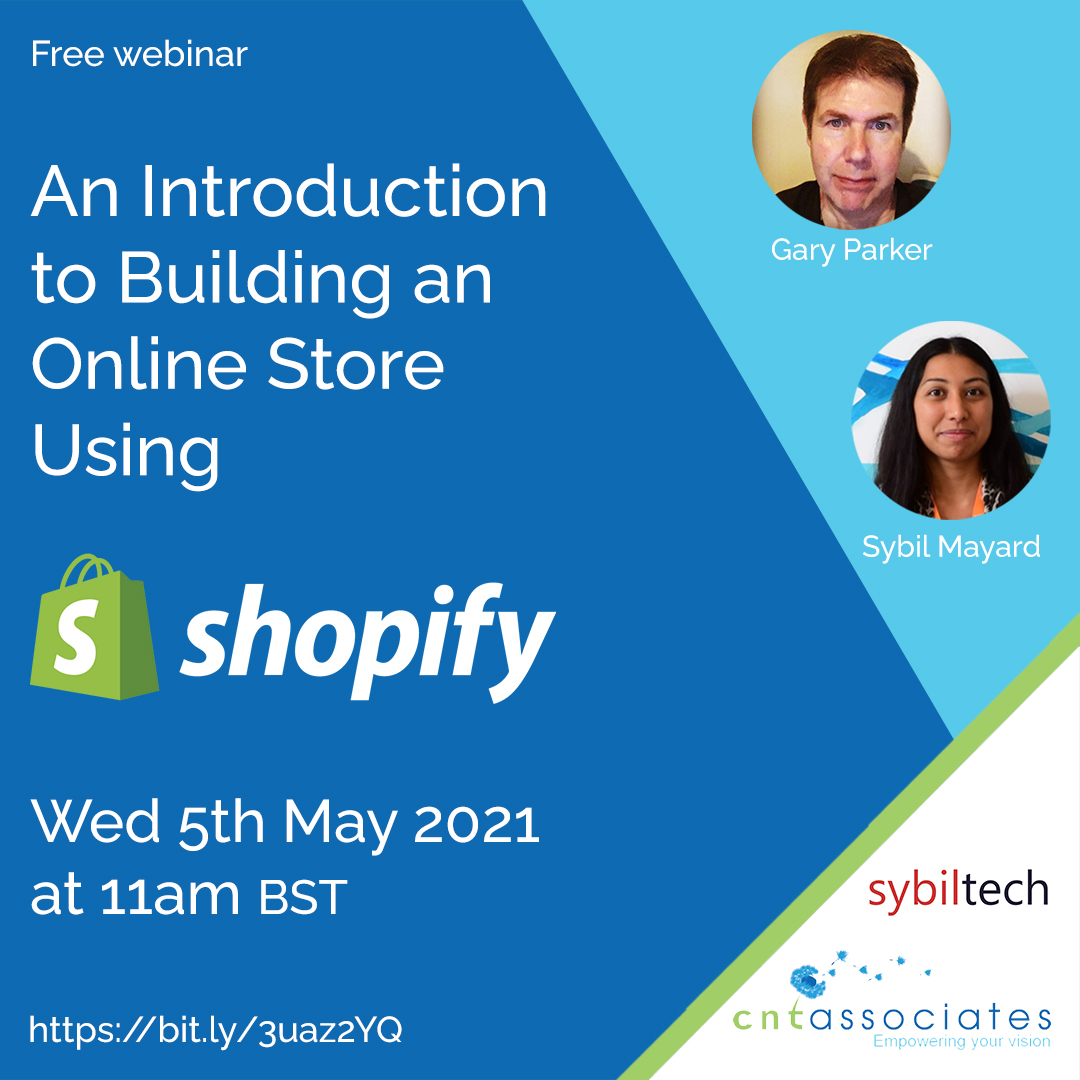 Free webinar
An Introduction
to Building an
Online Store
Using
S shopify
Wed 5th May 2021
at 11am BST
https://bit.ly/3uaz2YQ
Gary Parker
Sybil Mayard
sybiltech
cntassociates
Empowering your vision